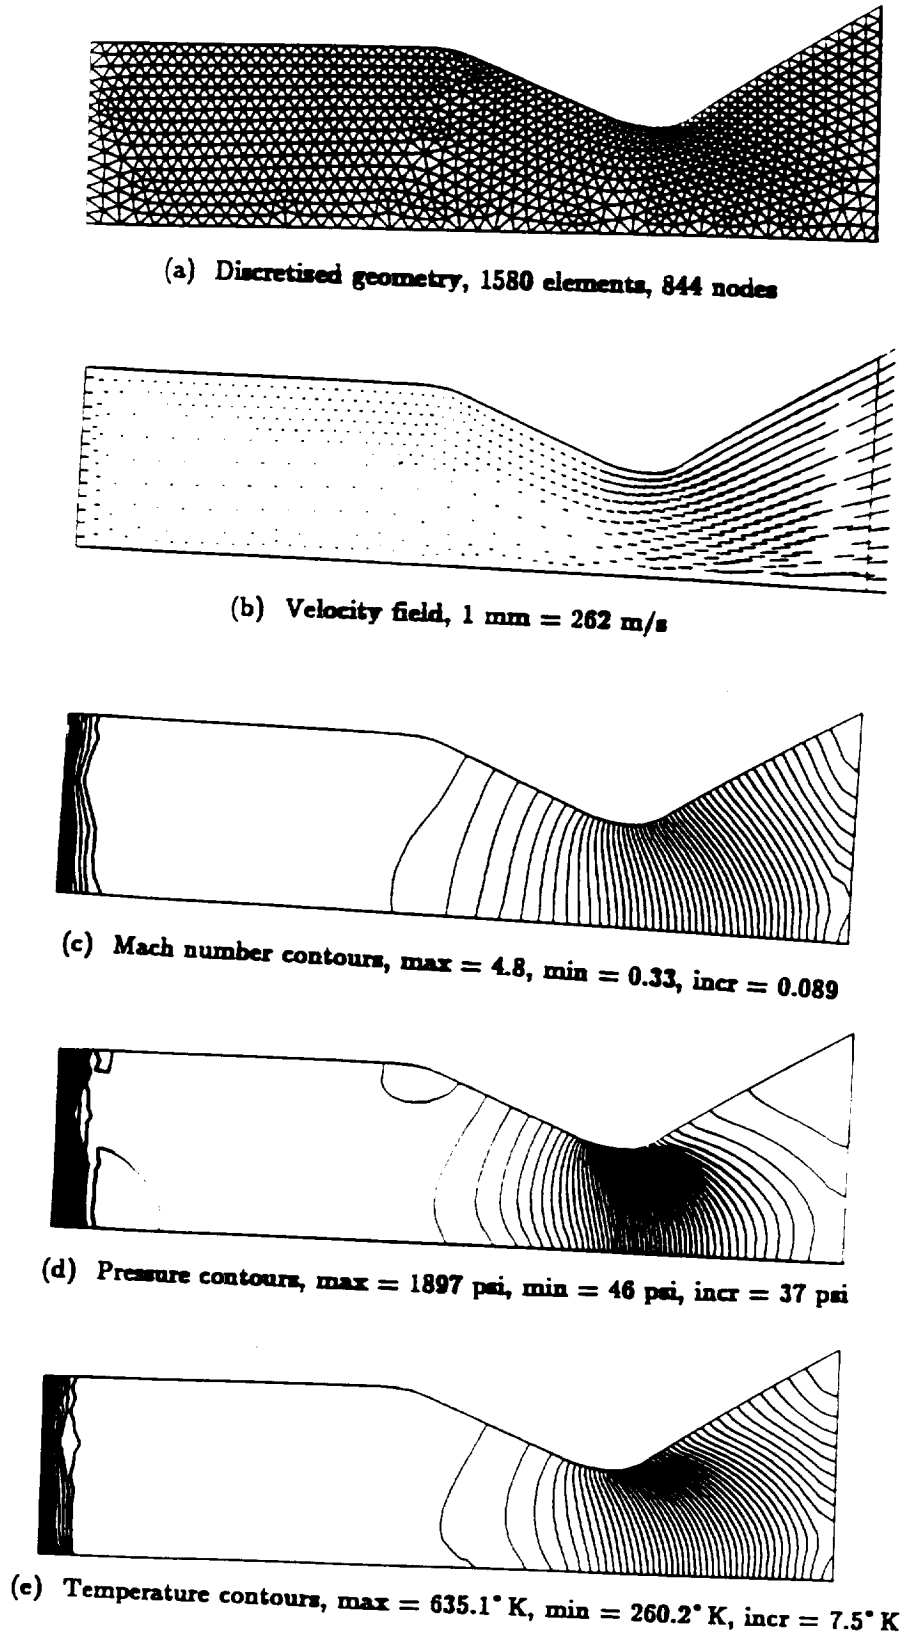 (a) Discretised geometry, 1580 elements, 844 nodes
(b) Velocity field, 1 mm = 262 m/s
(c) Mach number contours, max = 4.8, min = 0.33, incr = 0.089
(d) Pressure contours, max = 1897 psi, min = 46 psi, incr = 37 psi
(e) Temperature contours, max = 635.1° K, min = 260.2° K, incr = 7.5° K